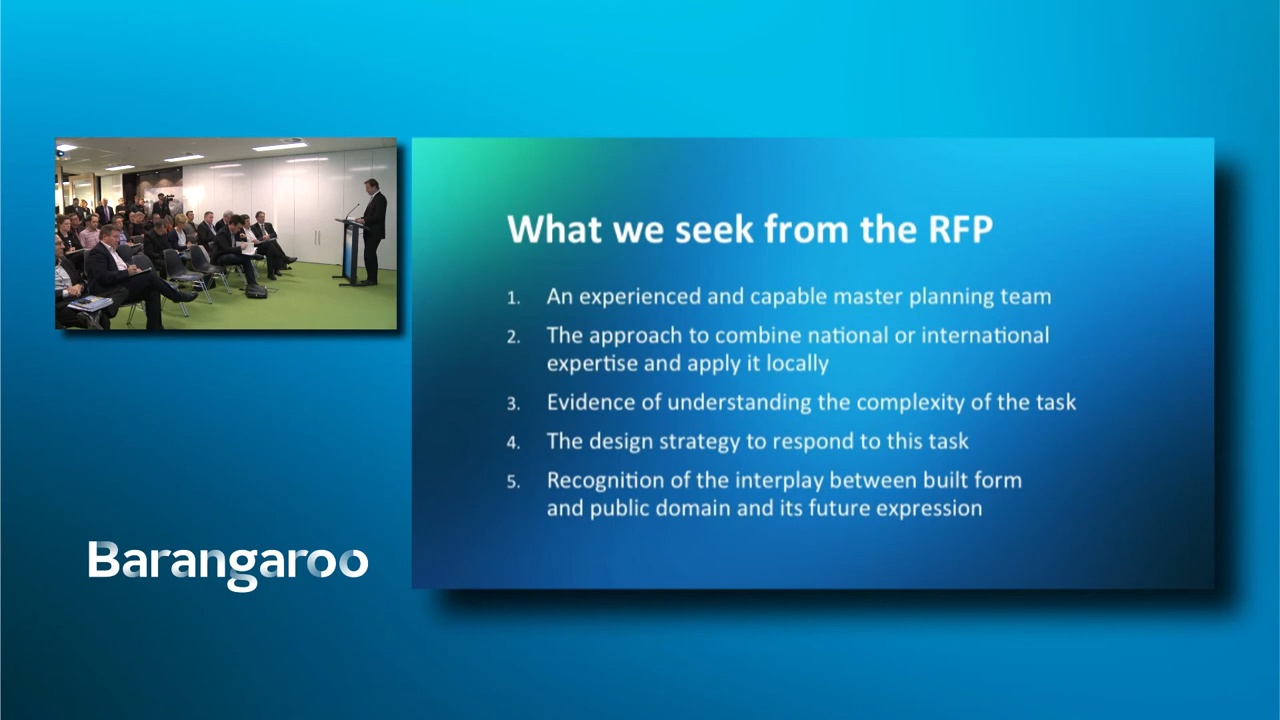 What we seek from the RFP
1. An experienced and capable master planning team
2. The approach to combine national or international
expertise and apply it locally
3. Evidence of understanding the complexity of the task
4. The design strategy to respond to this task
5. Recognition of the interplay between built form
and public domain and its future expression
Barangaroo